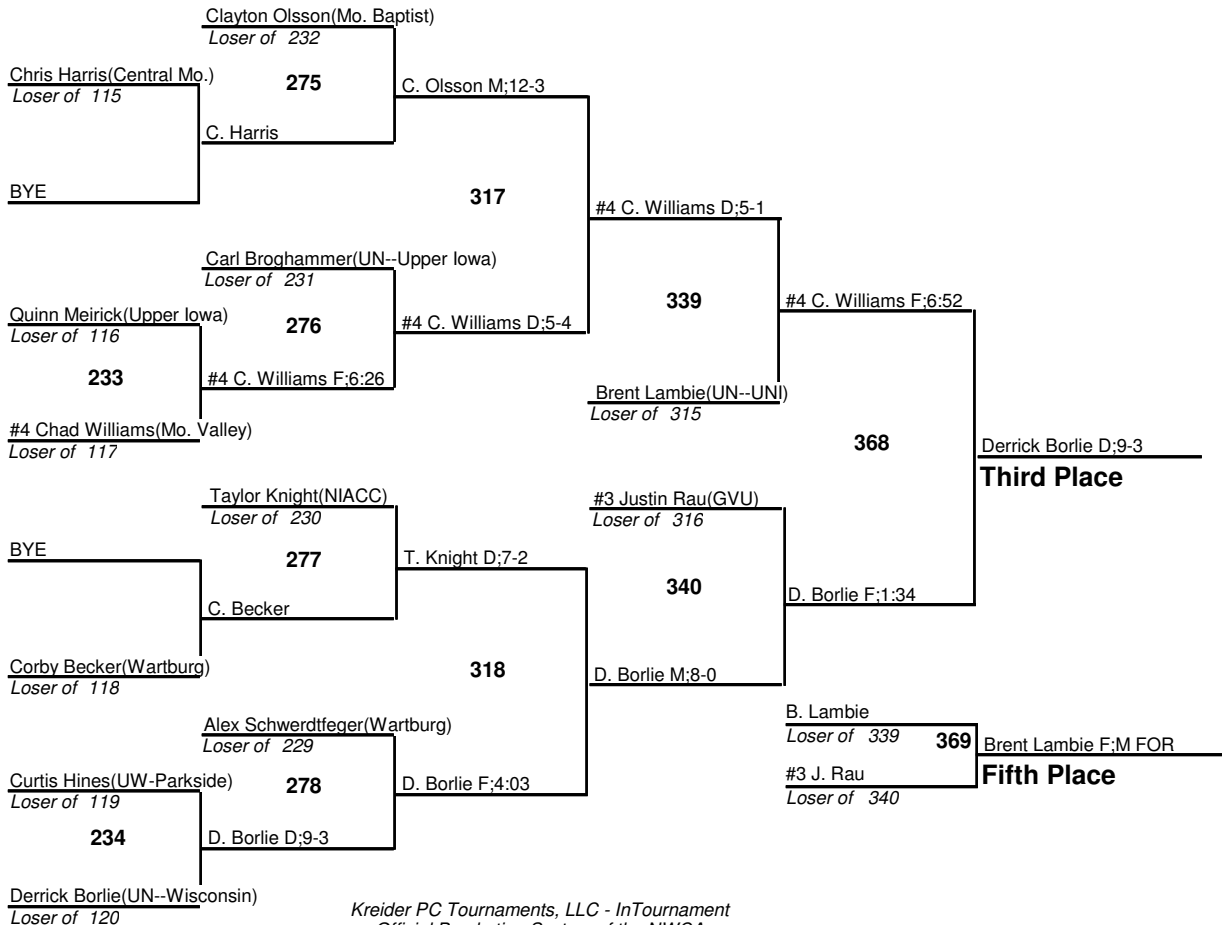 Clayton Olsson(Mo. Baptist)
Loser of 232
Chris Harris(Central Mo.)
Loser of 115
275
C. Olsson M;12-3
C. Harris
BYE
317
#4 C. Williams D;5-1
Carl Broghammer(UN--Upper Iowa)
Loser of 231
Quinn Meirick(Upper Iowa)
Loser of 116
276
#4 C. Williams D;5-4
339
#4 C. Williams F;6:52
233
#4 C. Williams F;6:26
Brent Lambie(UN--UNI)
Loser of 315
#4 Chad Williams(Mo. Valley)
Loser of 117
368
Derrick Borlie D;9-3
Third Place
Taylor Knight(NIACC)
Loser of 230
#3 Justin Rau(GVU)
Loser of 316
BYE
277
T. Knight D;7-2
340
D. Borlie F;1:34
C. Becker
Corby Becker(Wartburg)
Loser of 118
318
D. Borlie M;8-0
Alex Schwerdtfeger(Wartburg)
Loser of 229
B. Lambie
Loser of 339
369
Brent Lambie F;M FOR
Fifth Place
#3 J. Rau
Loser of 340
Curtis Hines(UW-Parkside)
Loser of 119
278
D. Borlie F;4:03
234
D. Borlie D;9-3
Derrick Borlie(UN--Wisconsin)
Loser of 120
Kreider PC Tournaments, LLC - InTournament